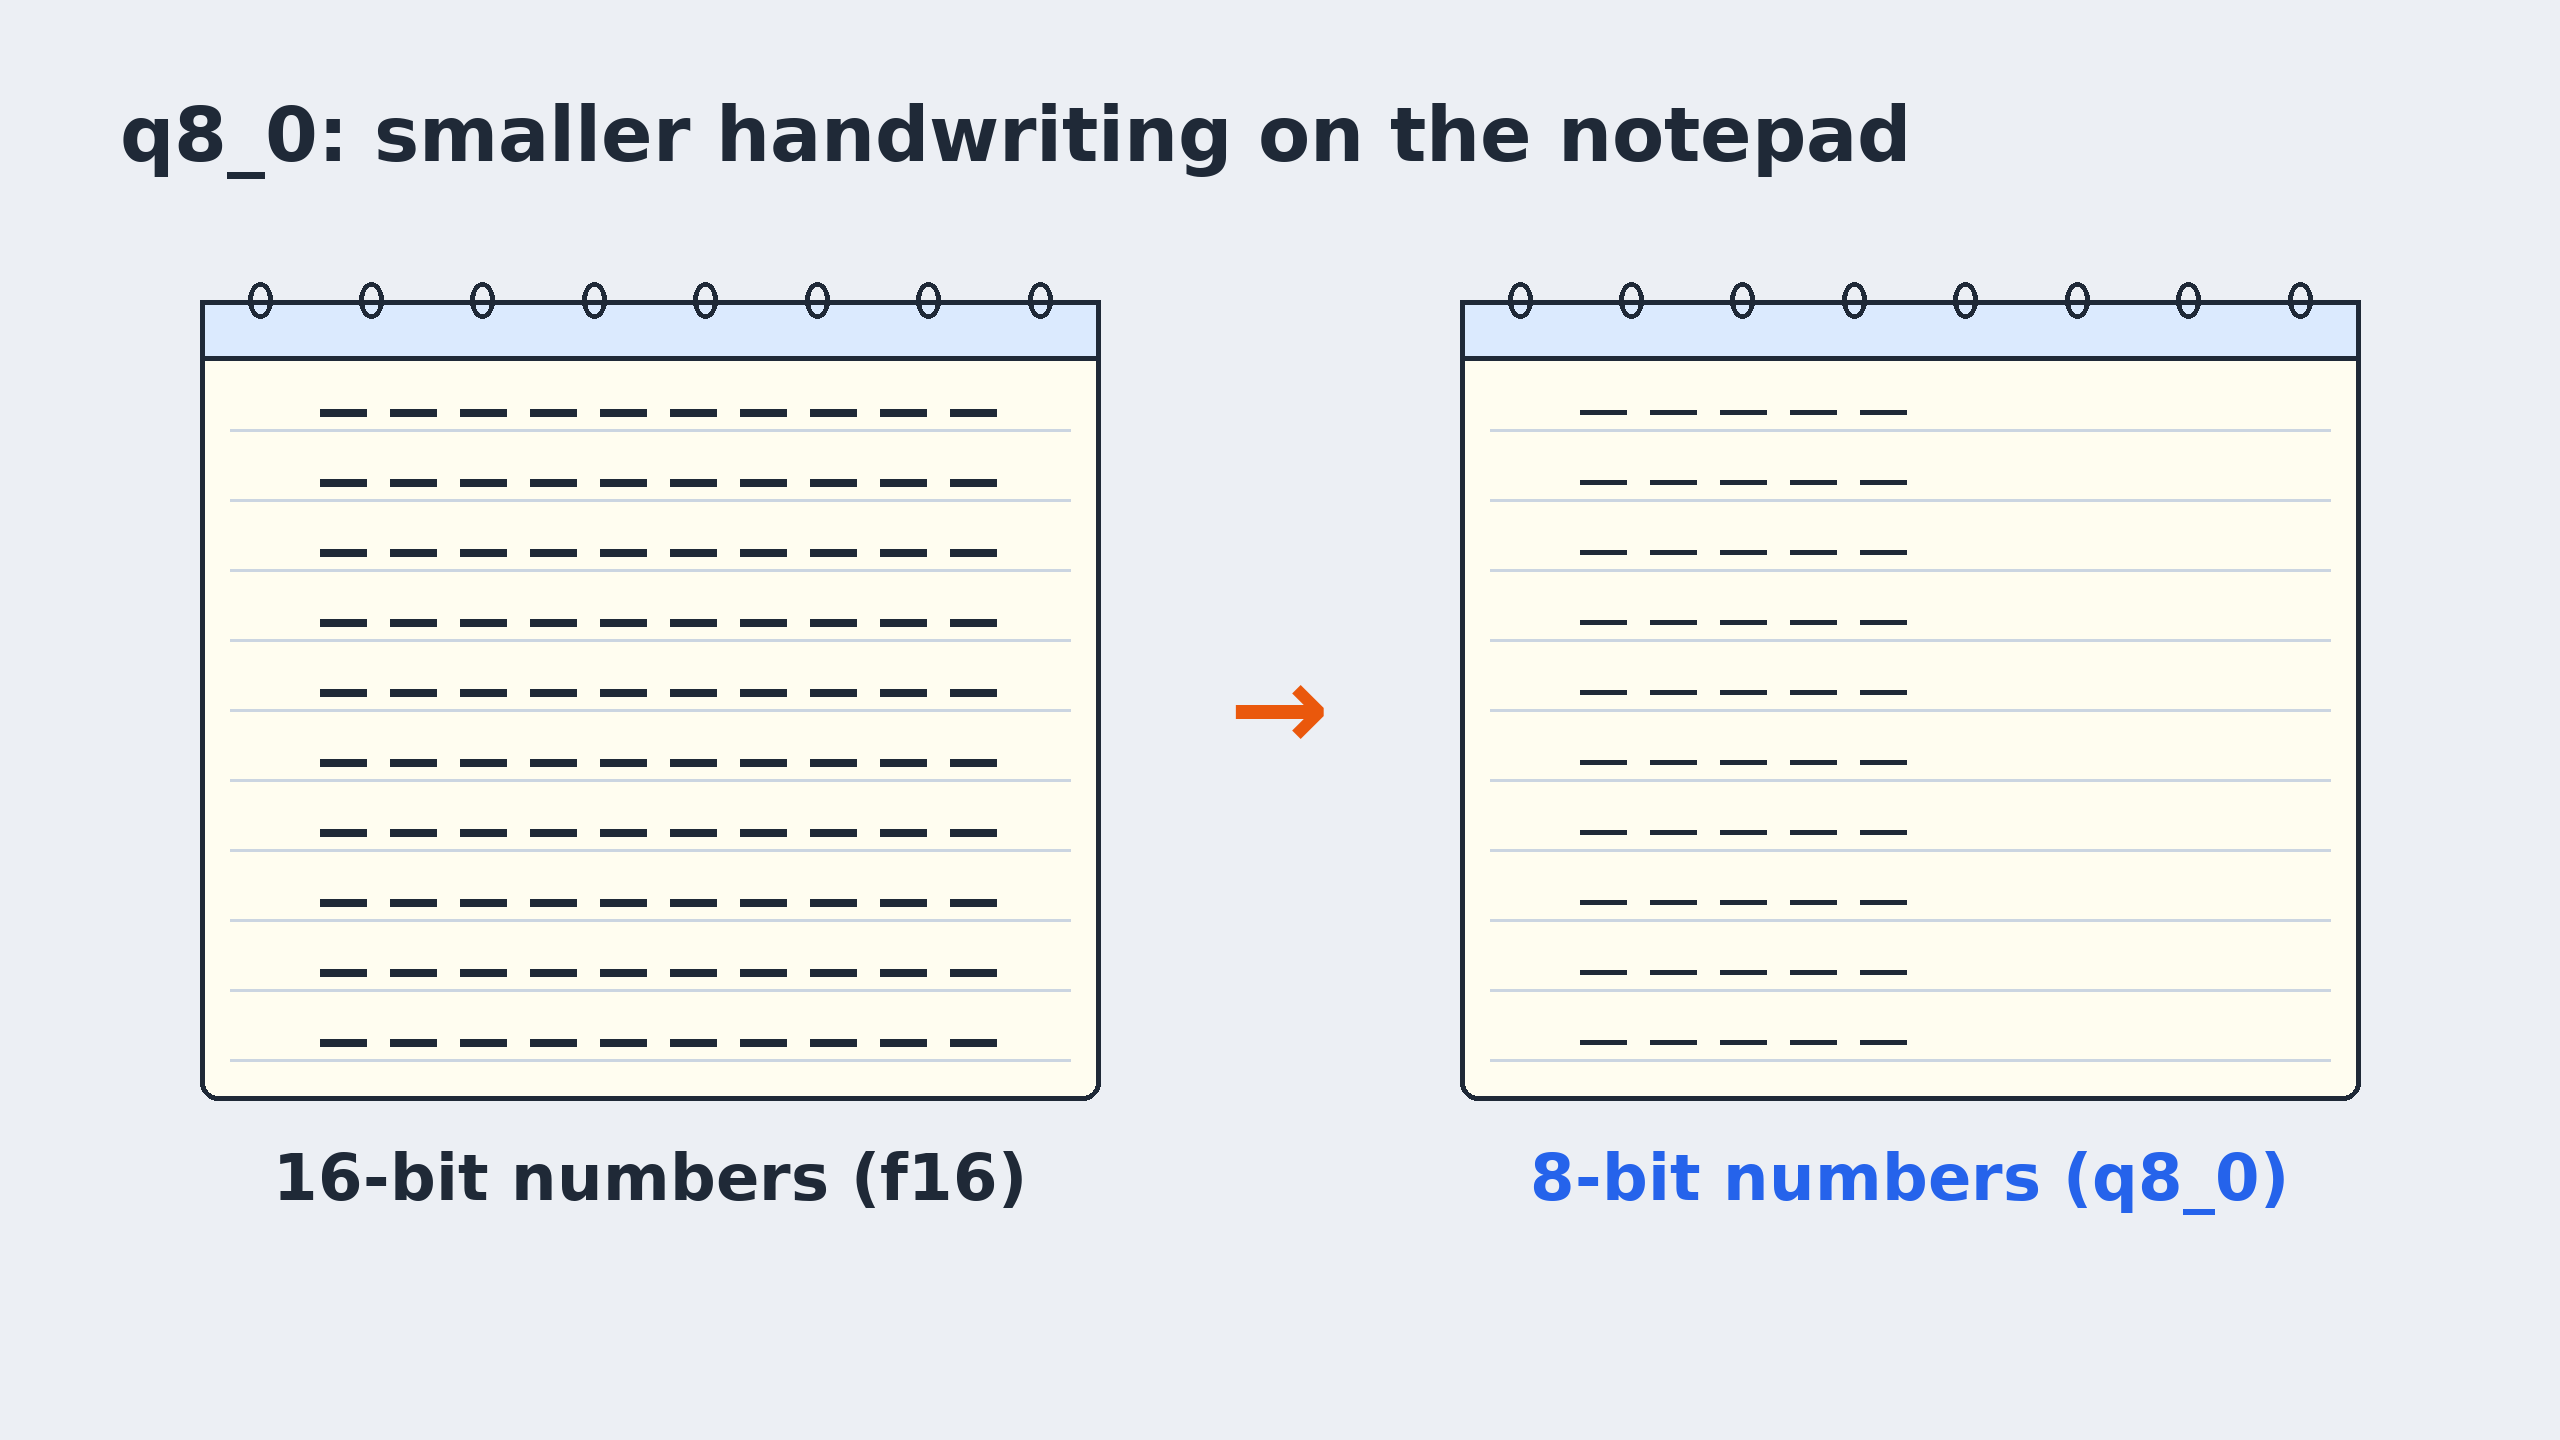 q8_0: smaller handwriting on the notepad
→
16-bit numbers (f16)
8-bit numbers (q8_0)